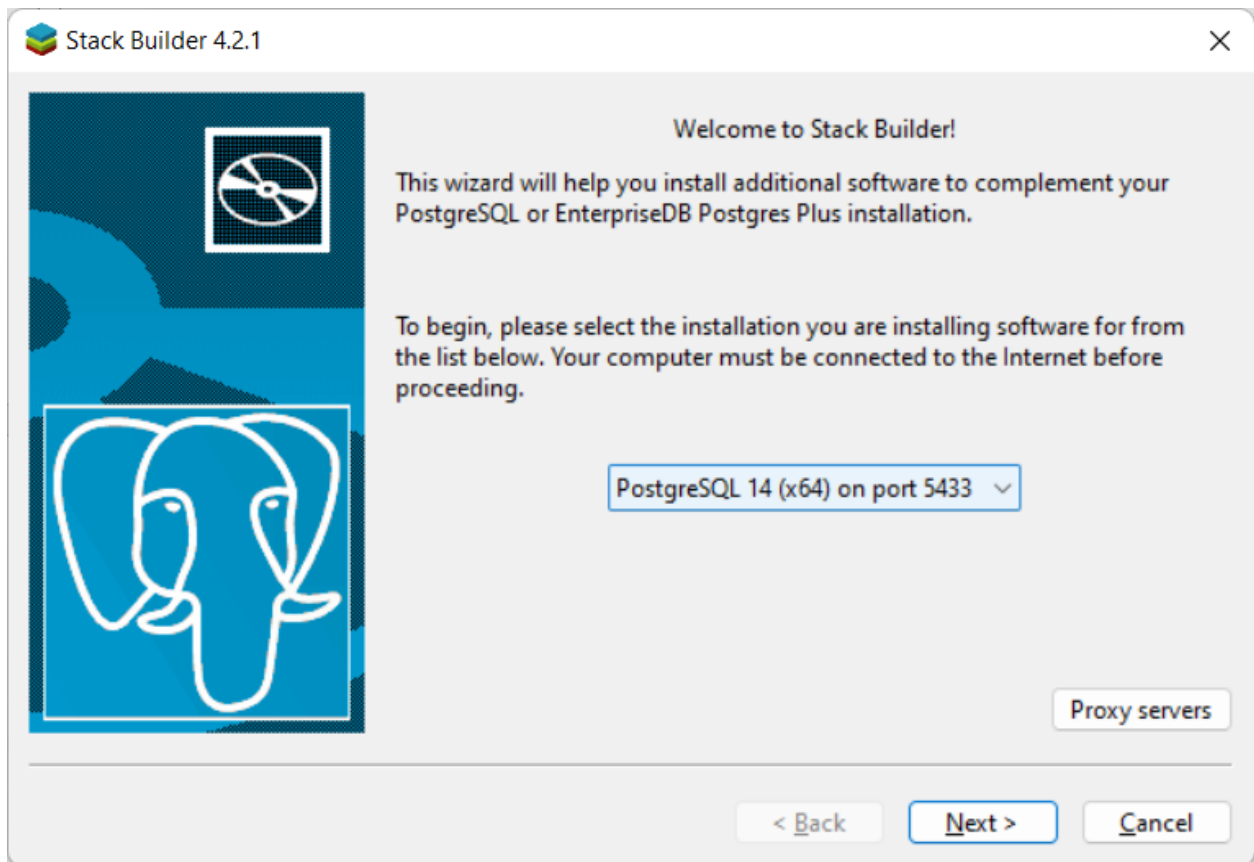 Stack Builder 4.2.1
Welcome to Stack Builder!
This wizard will help you install additional software to complement your
PostgreSQL or EnterpriseDB Postgres Plus installation.
To begin, please select the installation you are installing software for from
the list below. Your computer must be connected to the Internet before
proceeding.
PostgreSQL 14 (x64) on port 5433
Proxy servers
< Back
Next >
Cancel